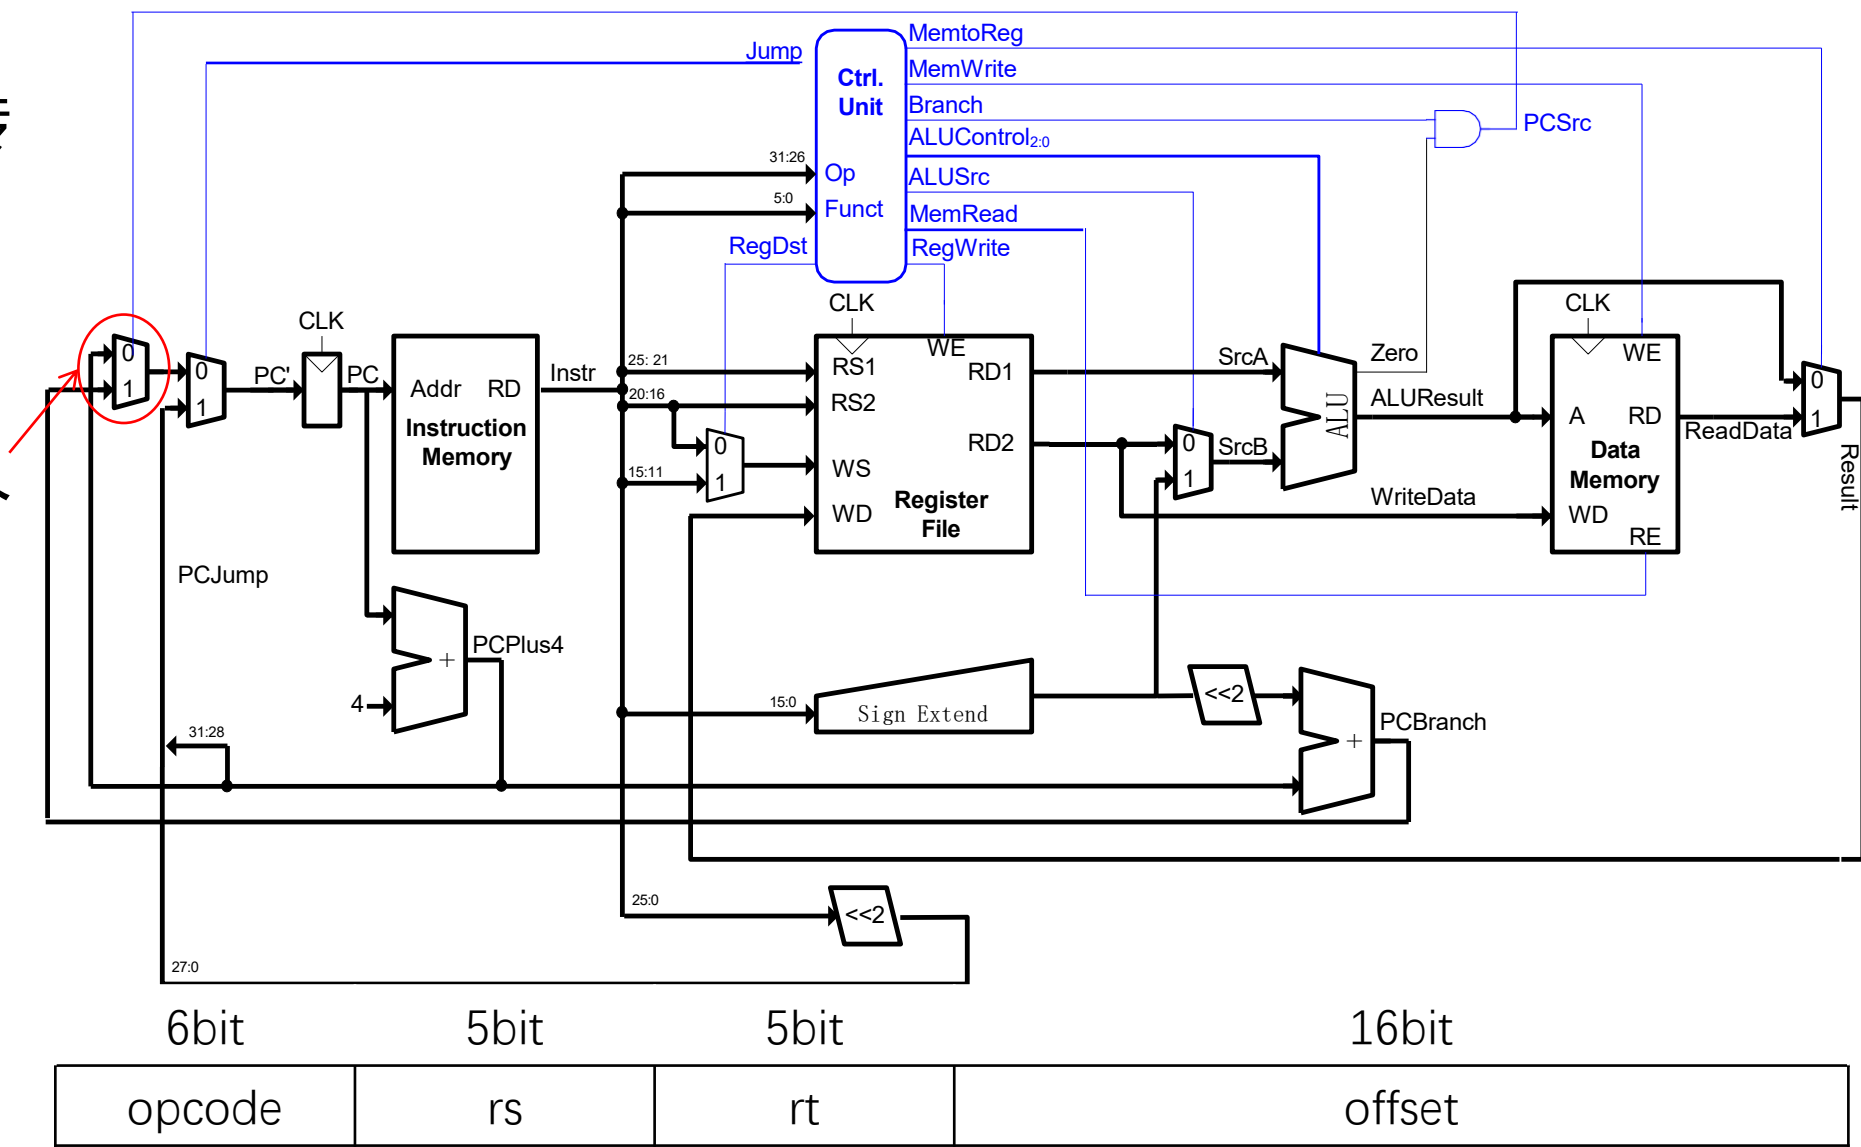 MemtoReg
Jump
Ctrl.
Unit
MemWrite
Branch
PCSrc
ALUControl2:0
31:26
Op
ALUSrc
5:0
Funct
MemRead
RegDst
RegWrite
CLK
CLK
CLK
0
1
0
1
PC'
PC
Addr
RD
Instruction
Memory
Instr
25: 21
20:16
15:11
0
1
RS1
RS2
WS
WD
WE
RD1
RD2
Register
File
SrcA
0
1
SrcB
ALU
Zero
ALUResult
WriteData
WE
A
RD
Data
Memory
WD
RE
ReadData
0
1
Result
PCJump
PCPlus4
+
4
15:0
Sign Extend
<<2
PCBranch
+
31:28
25:0
<<2
27:0
6bit 5bit 5bit 16bit
opcode rs rt offset